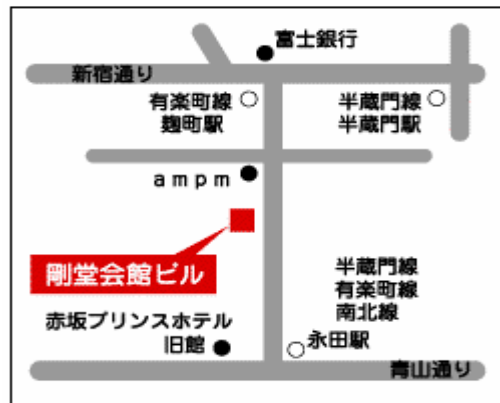 富士銀行
新宿通り
有楽町線
麹町駅
半蔵門線
半蔵門駅
ａｍｐｍ
剛堂会館ビル
半蔵門線
有楽町線
南北線
永田駅
赤坂プリンスホテル
旧館
青山通り